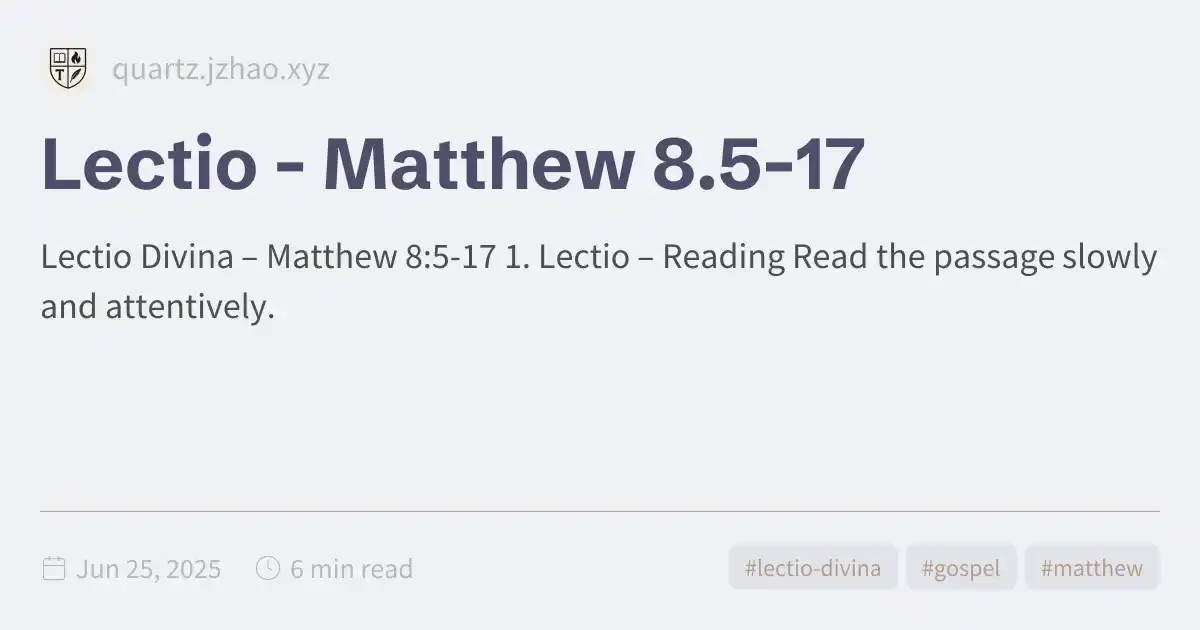 T
quartz.jzhao.xyz
Lectio - Matthew 8.5-17
Lectio Divina – Matthew 8:5-17 1. Lectio – Reading Read the passage slowly
and attentively.
Jun 25, 2025 6 min read #lectio-divina #gospel #matthew